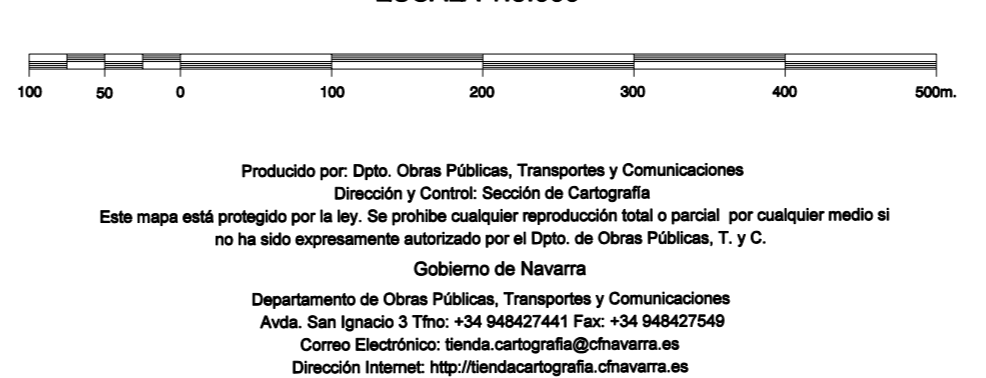 100 50 0 100 200 300 400 500m.
Producido por: Dpto. Obras Públicas, Transportes y Comunicaciones
Dirección y Control: Sección de Cartografía
Este mapa está protegido por la ley. Se prohibe cualquier reproducción total o parcial por cualquier medio si
no ha sido expresamente autorizado por el Dpto. de Obras Públicas, T. y C.
Gobierno de Navarra
Departamento de Obras Públicas, Transportes y Comunicaciones
Avda. San Ignacio 3 Tfno: +34 948427441 Fax: +34 948427549
Correo Electrónico: tienda.cartografia@cfnavarra.es
Dirección Internet: http://tiendacartografia.cfnavarra.es